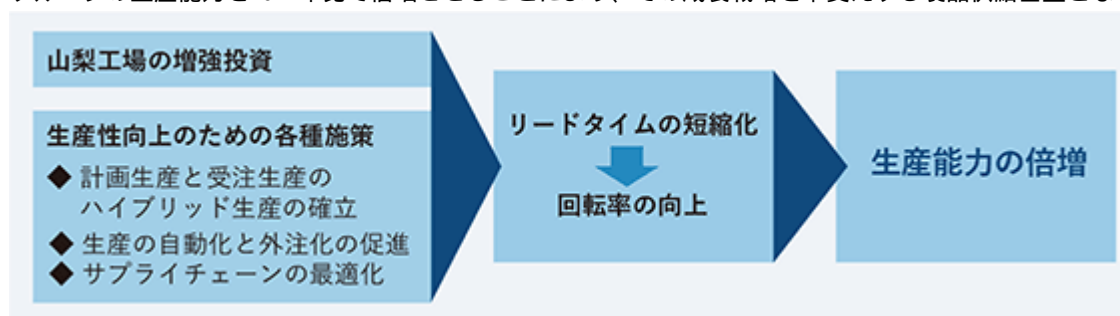 山梨工場の増強投資
生産性向上のための各種施策
◆ 計画生産と受注生産の
ハイブリッド生産の確立
◆ 生産の自動化と外注化の促進
◆ サプライチェーンの最適化
リードタイムの短縮化
回転率の向上
生産能力の倍増